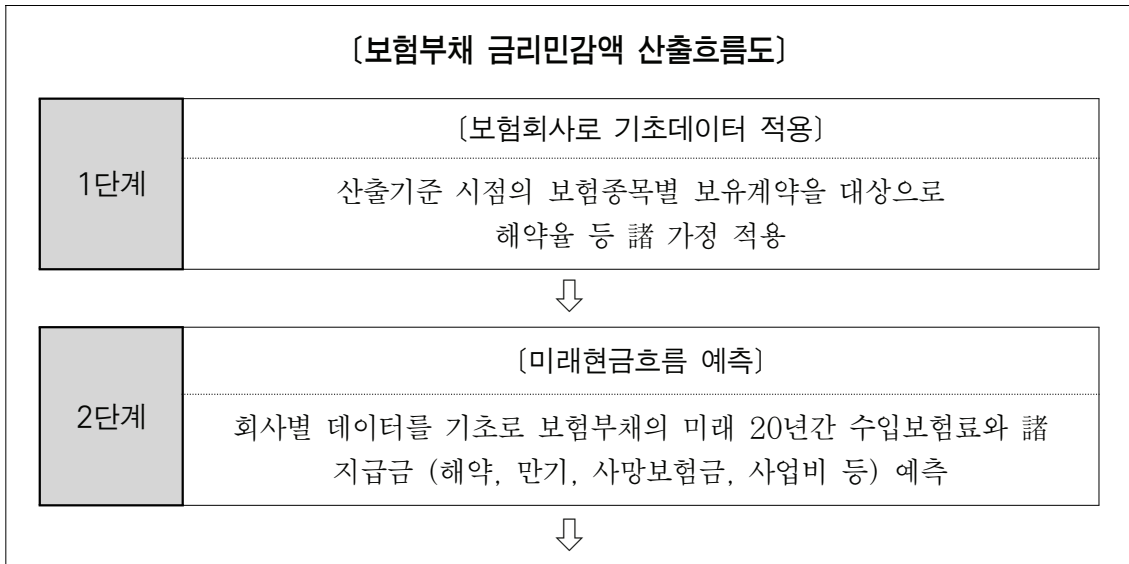 〔보험부채 금리민감액 산출흐름도〕
1단계
〔보험회사로 기초데이터 적용〕
산출기준 시점의 보험종목별 보유계약을 대상으로
해약율 등 諸 가정 적용
⇩
2단계
〔미래현금흐름 예측〕
회사별 데이터를 기초로 보험부채의 미래 20년간 수입보험료와 諸
지급금 (해약, 만기, 사망보험금, 사업비 등) 예측
⇩